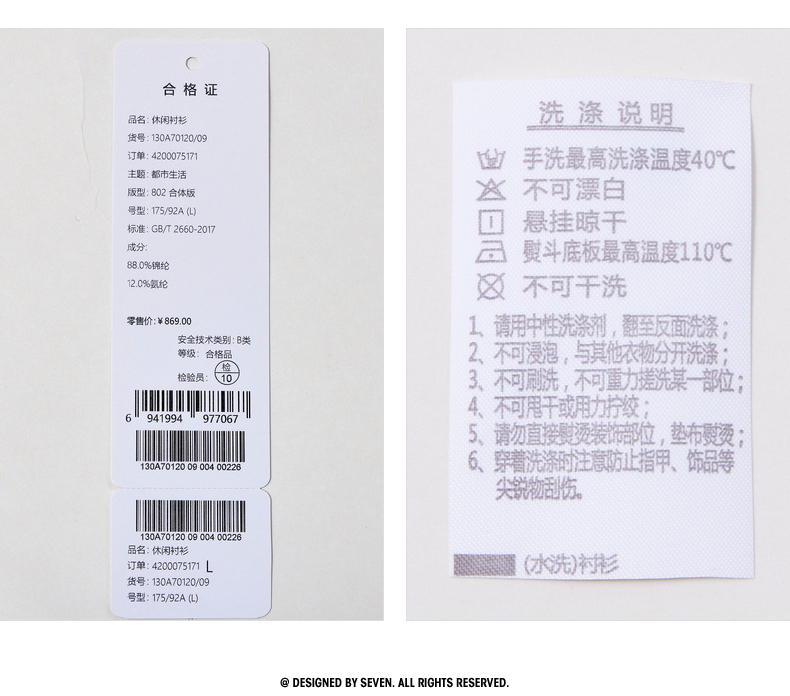 合格证
品名: 休闲衬衫
货号: 130A70120/09
订单: 4200075171
主题: 都市生活
版型: 802 合体版
号型: 175/92A (L)
标准: GB/T 2660-2017
成分:
88.0%锦纶
12.0%氨纶
零售价: ¥ 869.00
安全技术类别: B类
等级: 合格品
检验员: 检 10
6 941994 977067
130A70120 09 004 00226
130A70120 09 004 00226
品名: 休闲衬衫
订单: 4200075171 L
货号: 130A70120/09
号型: 175/92A (L)
洗涤说明
手洗最高洗涤温度40℃
不可漂白
悬挂晾干
熨斗底板最高温度110℃
不可干洗
1、请用中性洗涤剂，翻至反面洗涤；
2、不可浸泡，与其他衣物分开洗涤；
3、不可刷洗，不可重力搓洗某一部位；
4、不可甩干或用力拧绞；
5、请勿直接熨烫装饰部位，垫布熨烫；
6、穿着洗涤时注意防止指甲、饰品等
尖锐物刮伤。
(水洗)衬衫
@ DESIGNED BY SEVEN. ALL RIGHTS RESERVED.